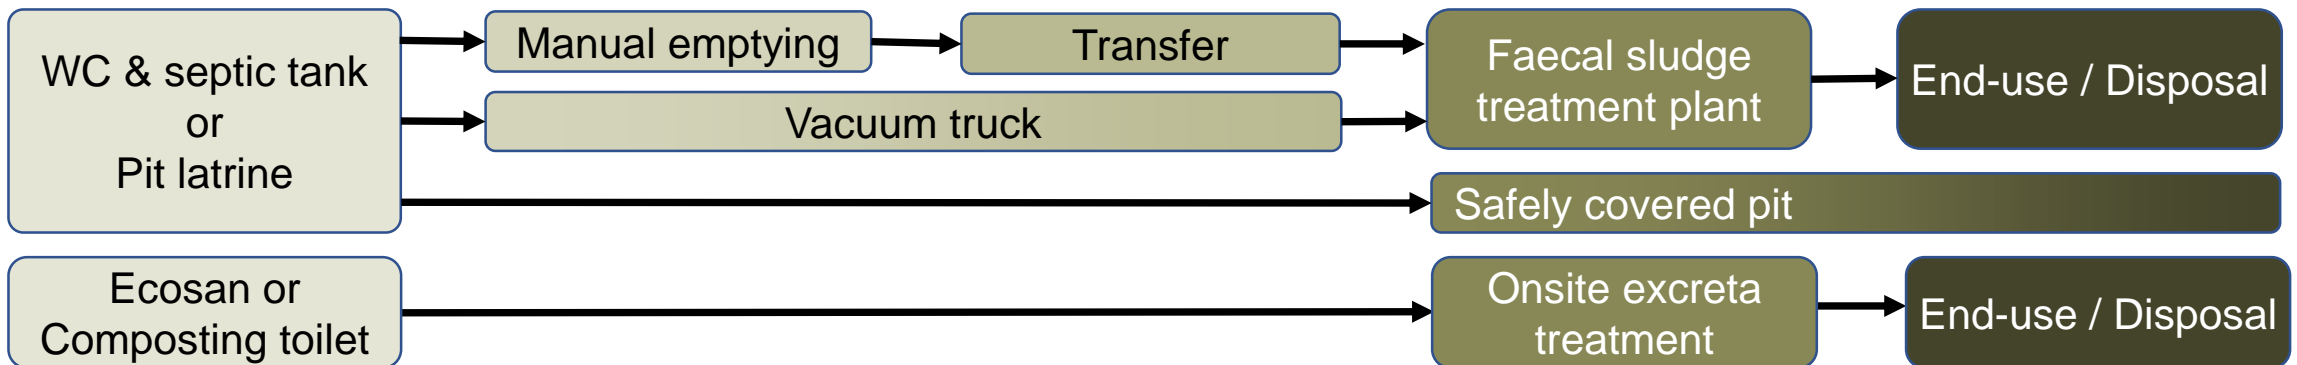 WC & septic tank
or
Pit latrine
Manual emptying
Transfer
Vacuum truck
Faecal sludge
treatment plant
End-use / Disposal
Safely covered pit
Ecosan or
Composting toilet
Onsite excreta
treatment
End-use / Disposal